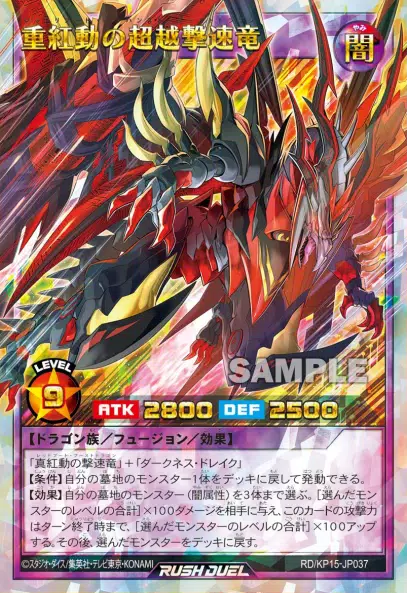 重紅動の超越撃速竜
やみ
闇
SAMPLE
LEVEL
9
ATK 2800 DEF 2500
【ドラゴン族/フュージョン/効果】
「真紅動の撃速竜」+「ダークネス・ドレイク」
【条件】自分の墓地のモンスター1体をデッキに戻して発動できる。
【効果】自分の墓地のモンスター(闇属性)を3体まで選ぶ。[選んだモン
スターのレベルの合計]×100ダメージを相手に与え、このカードの攻撃力
はターン終了時まで、[選んだモンスターのレベルの合計]×100アップ
する。その後、選んだモンスターをデッキに戻す。
©スタジオ・ダイス/集英社・テレビ東京・KONAMI
RUSH DUEL
RD/KP15-JP037